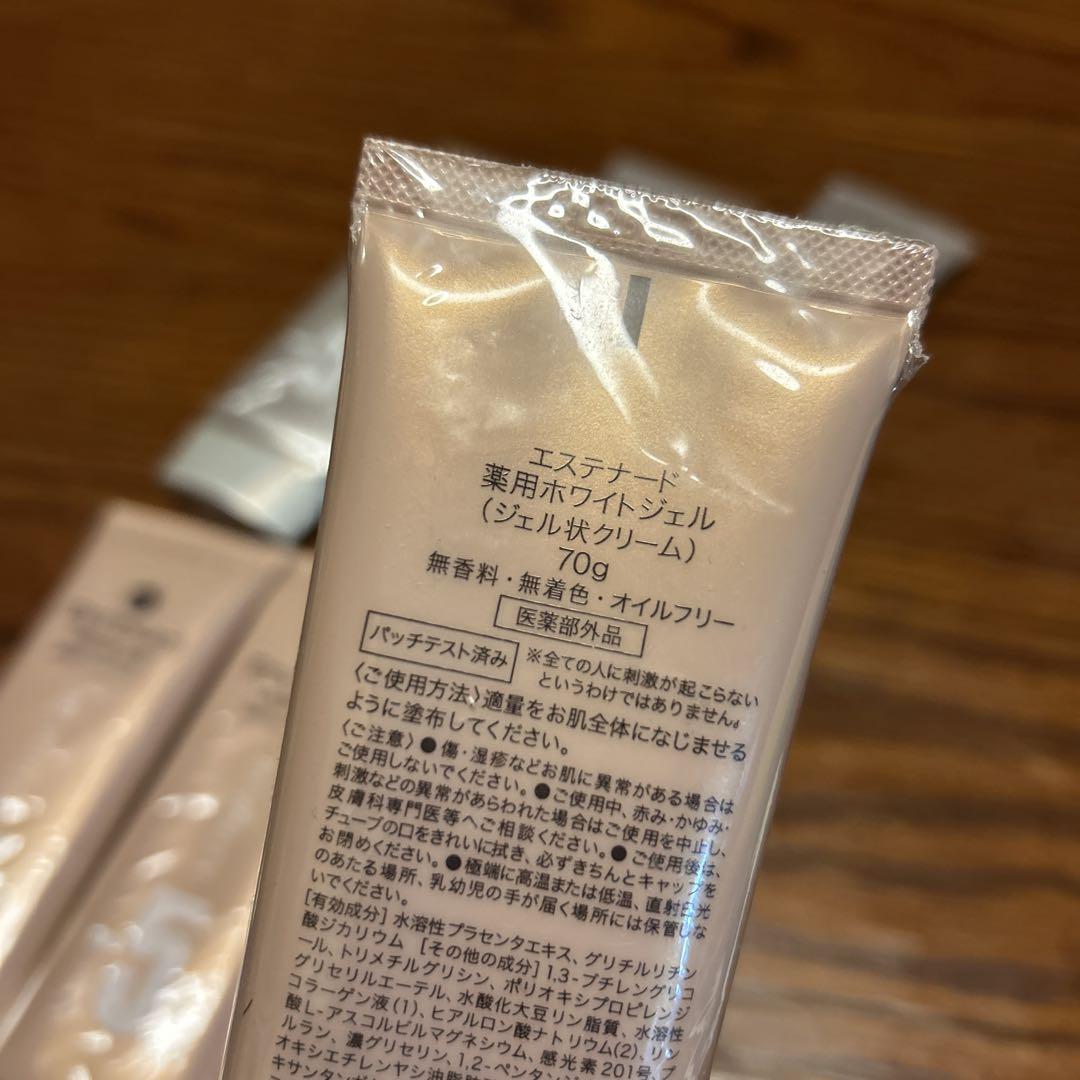 エステナード
薬用ホワイトジェル
（ジェル状クリーム）
70g
無香料・無着色・オイルフリー
医薬部外品
パッチテスト済み
※全ての人に刺激が起こらない
というわけではありません。
〈ご使用方法〉適量をお肌全体になじませる
ように塗布してください。
〈ご注意〉●傷・湿疹などお肌に異常がある場合は
ご使用しないでください。●ご使用中、赤み・かゆみ・
刺激などの異常があらわれた場合はご使用を中止し、
皮膚科専門医等へご相談ください。●ご使用後は、
チューブの口をきれいに拭き、必ずきちんとキャップを
お閉めください。●極端に高温または低温、直射日光
のあたる場所、乳幼児の手が届く場所には保管しな
いでください。
[有効成分] 水溶性プラセンタエキス、グリチルリチン
酸ジカリウム [その他の成分] 1,3-ブチレングリコ
ール、トリメチルグリシン、ポリオキシプロピレンジ
グリセリルエーテル、水酸化大豆リン脂質、水溶性
コラーゲン液(1)、ヒアルロン酸ナトリウム(2)、リン
酸L-アスコルビルマグネシウム、感光素201号、プ
ルラン、濃グリセリン、1,2-ペンタンジ
オキシエチレンヤシ油脂肪
キサンタンガ
5